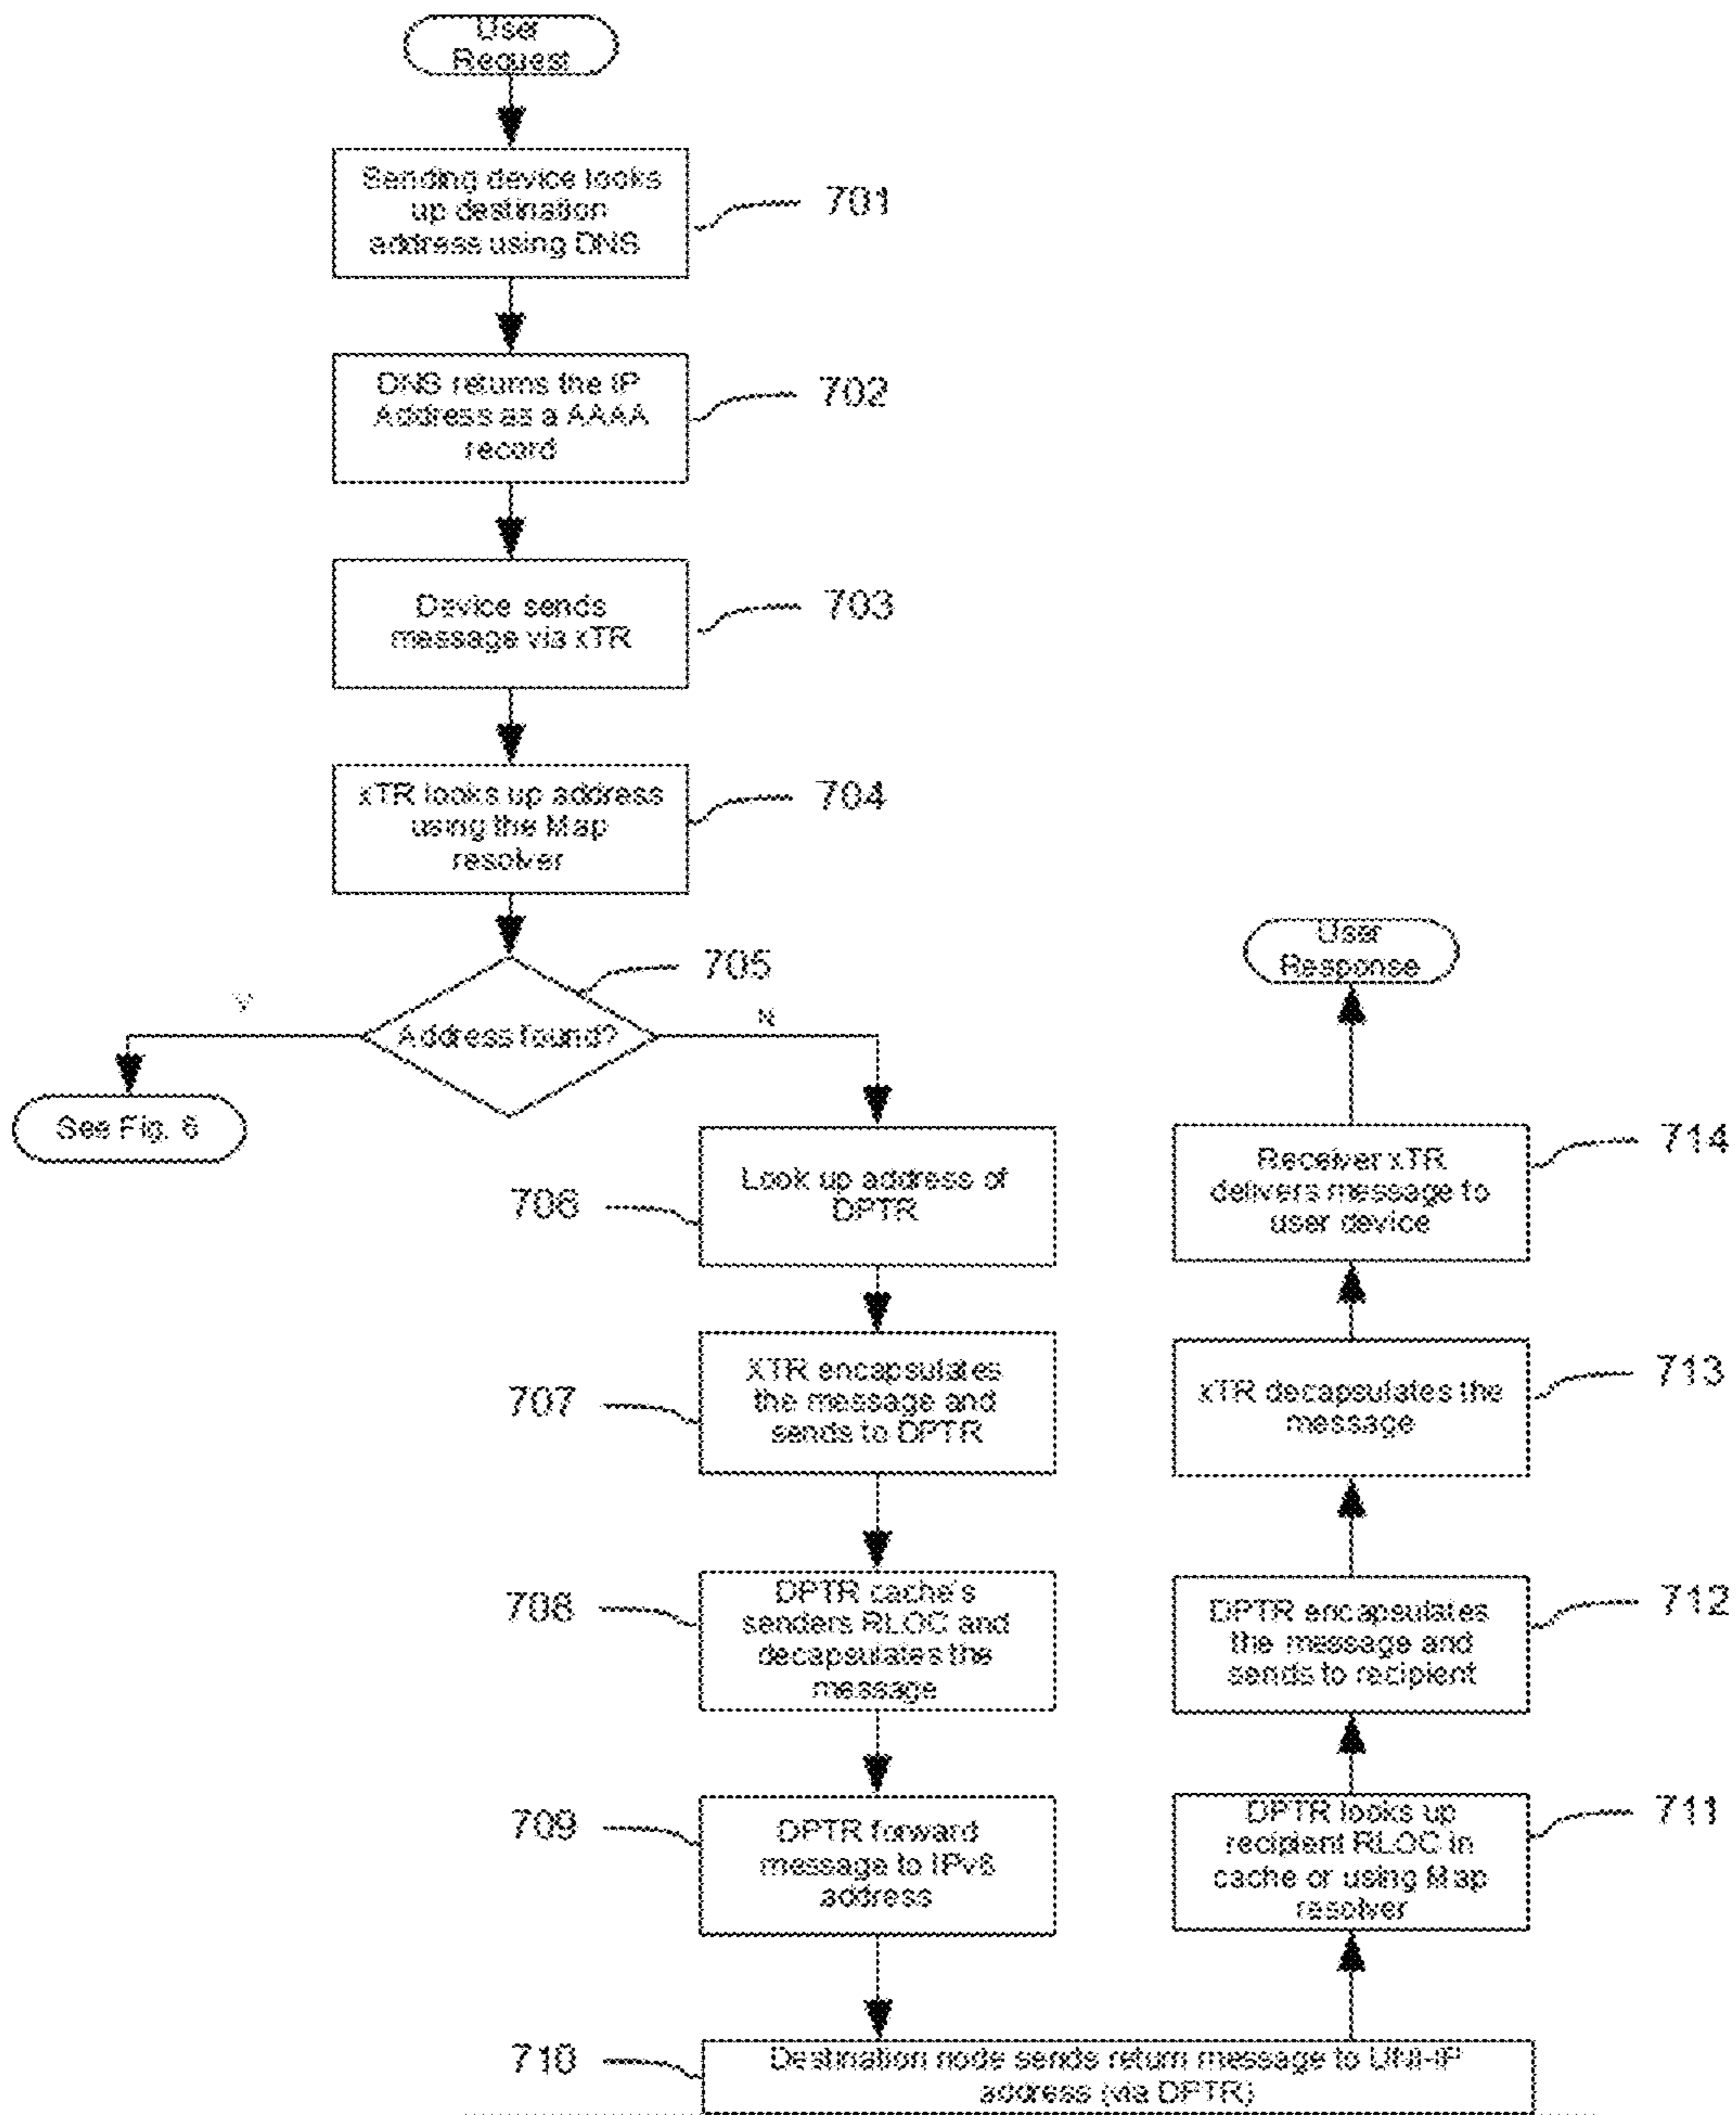 User
Request
Sending device looks
up destination
address using DNS
701
DNS returns the IP
Address as a AAAA
record
702
Device sends
message via xTR
703
xTR looks up address
using the Map
resolver
704
705
Address found?
Y
N
See Fig. 6
Look up address of
DPTR
706
XTR encapsulates
the message and
sends to DPTR
707
DPTR cache's
senders RLOC and
decapsulates the
message
708
DPTR forward
message to IPv6
address
709
Destination node sends return message to UNI-IP
address (via DPTR)
710
DPTR looks up
recipient RLOC in
cache or using Map
resolver
711
DPTR encapsulates
the message and
sends to recipient
712
xTR decapsulates the
message
713
Receiver xTR
delivers message to
user device
714
User
Response